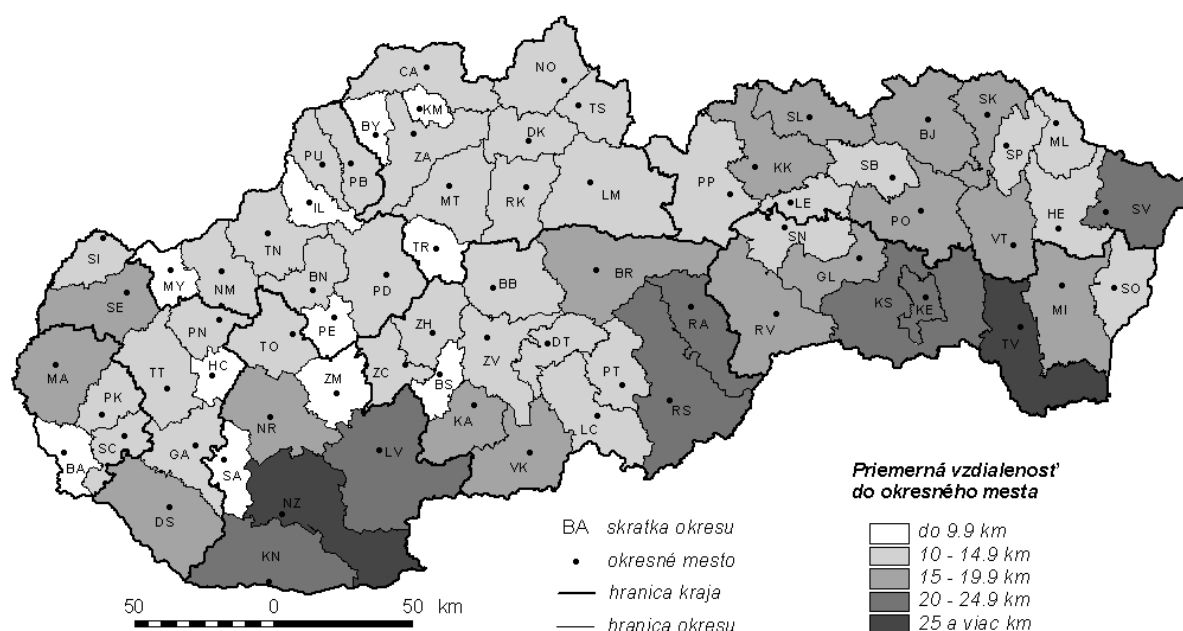 CA
NO
KM
TS
BY
ZA
DK
PU
PB
IL
MT
RK
LM
PP
SL
KK
BJ
SK
SP
ML
SB
LE
PO
VT
HE
SV
SN
GL
TN
TR
SI
MY
NM
BN
PD
BB
BR
SE
PN
PE
TO
ZH
ZV
DT
RA
RV
KS
KE
TV
MI
SO
MA
TT
HC
ZM
ZC
BS
PT
PK
NR
KA
LC
RS
BA
SC
GA
SA
LV
VK
DS
NZ
KN
BA skratka okresu
okresné mesto
hranica kraja
hranica okresu
50 0 50 km
Priemerná vzdialenosť
do okresného mesta
do 9.9 km
10 - 14.9 km
15 - 19.9 km
20 - 24.9 km
25 a viac km